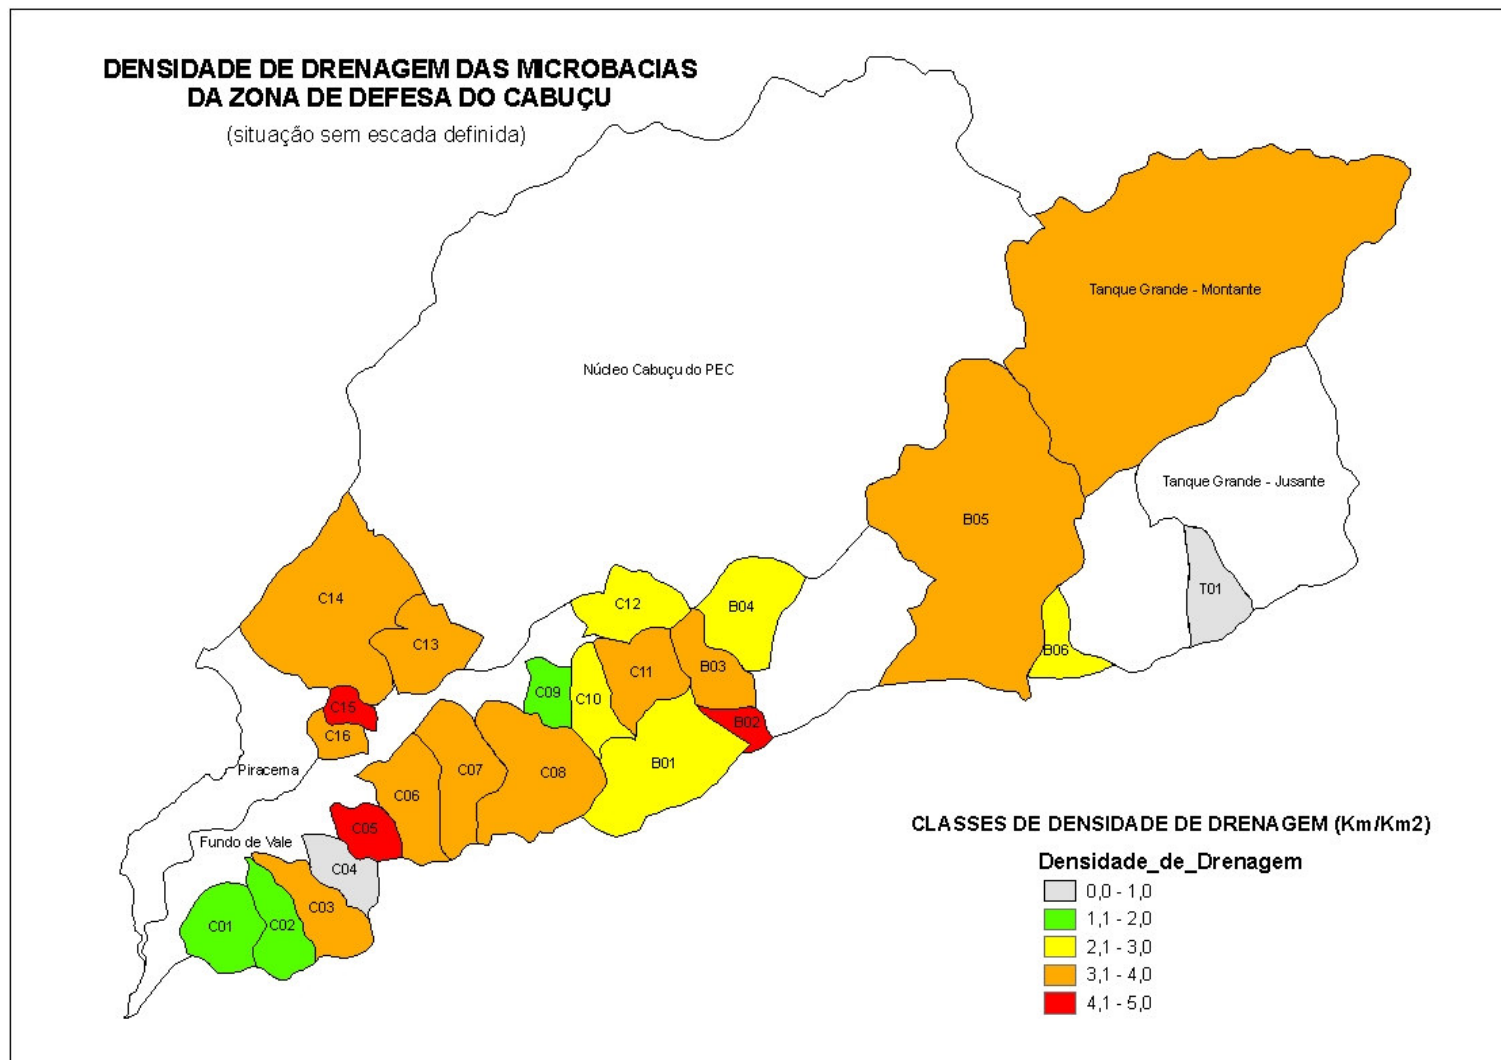 DENSIDADE DE DRENAGEM DAS MICROBACIAS
DA ZONA DE DEFESA DO CABUÇU
(situação sem escada definida)
Tanque Grande - Montante
Núcleo Cabuçu do PEC
Tanque Grande - Jusante
B05
T01
C14
C12
B04
C13
B06
C11
B03
C09
C10
C15
B02
C16
B01
Piracema
C07
C08
C06
C05
Fundo de Vale
C04
C03
C01
C02
CLASSES DE DENSIDADE DE DRENAGEM (Km/Km2)
Densidade_de_Drenagem
0,0 - 1,0
1,1 - 2,0
2,1 - 3,0
3,1 - 4,0
4,1 - 5,0